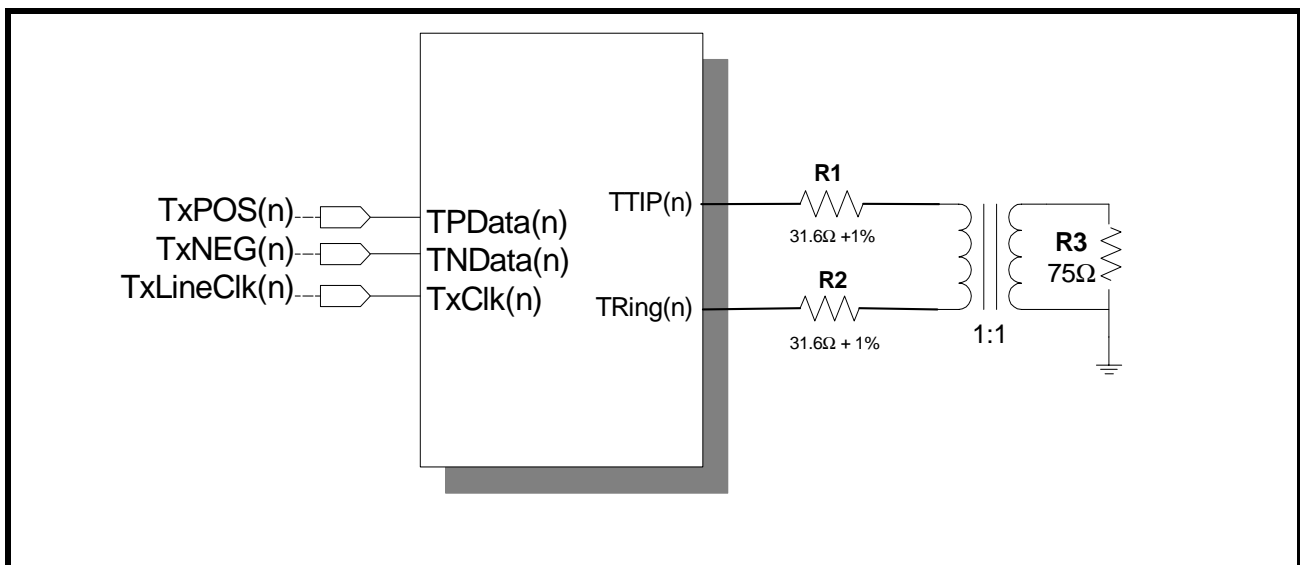 TxPOS(n)
TxNEG(n)
TxLineClk(n)
TPData(n)
TNData(n)
TxClk(n)
TTIP(n)
TRing(n)
R1
31.6Ω +1%
R2
31.6Ω + 1%
1:1
R3
75Ω